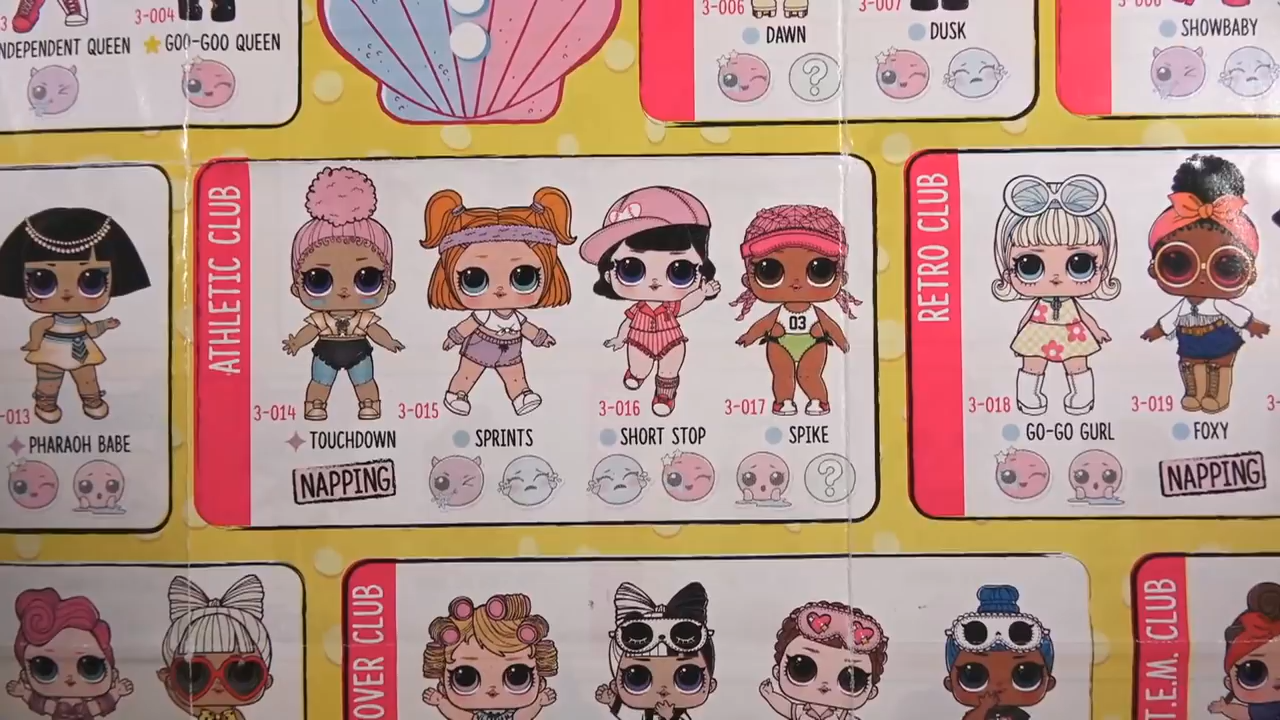 3-004
3-006
3-007
INDEPENDENT QUEEN
GOO-GOO QUEEN
DAWN
DUSK
SHOWBABY
?
ATHLETIC CLUB
RETRO CLUB
03
-013
3-014
3-015
3-016
3-017
3-018
3-019
3-
PHARAOH BABE
TOUCHDOWN
SPRINTS
SHORT STOP
SPIKE
GO-GO GURL
FOXY
NAPPING
?
NAPPING
OVER CLUB
T.E.M. CLUB